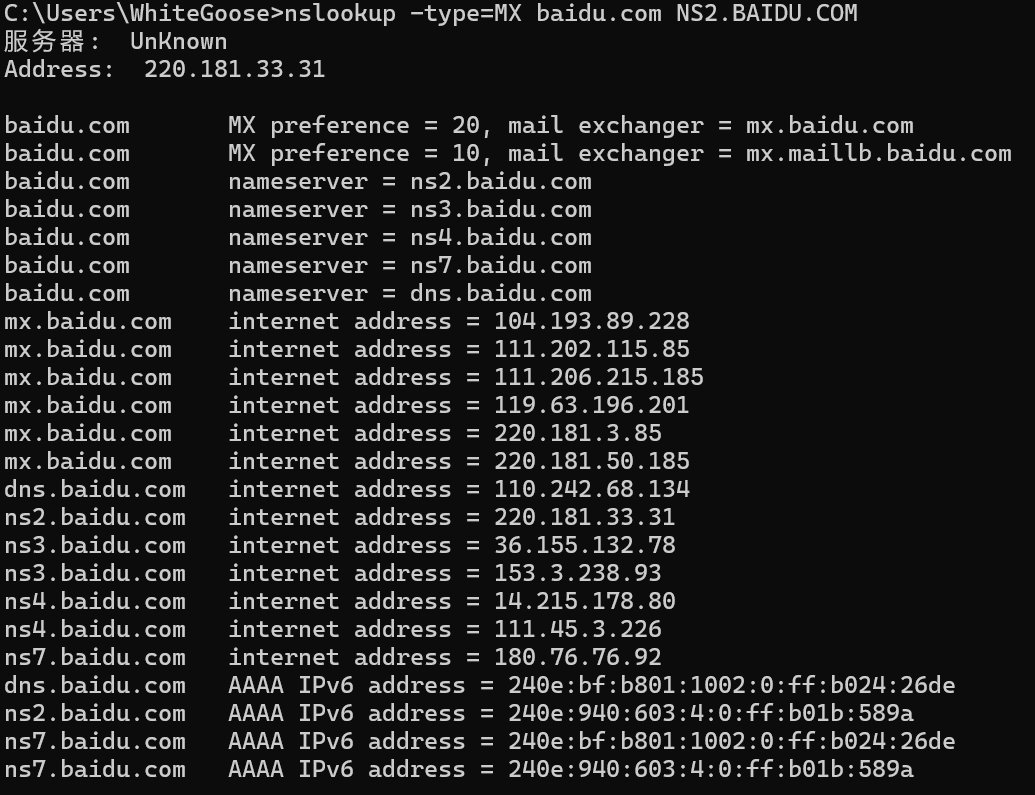 C:\Users\WhiteGoose>nslookup -type=MX baidu.com NS2.BAIDU.COM
服务器:  UnKnown
Address:  220.181.33.31

baidu.com       MX preference = 20, mail exchanger = mx.baidu.com
baidu.com       MX preference = 10, mail exchanger = mx.maillb.baidu.com
baidu.com       nameserver = ns2.baidu.com
baidu.com       nameserver = ns3.baidu.com
baidu.com       nameserver = ns4.baidu.com
baidu.com       nameserver = ns7.baidu.com
baidu.com       nameserver = dns.baidu.com
mx.baidu.com    internet address = 104.193.89.228
mx.baidu.com    internet address = 111.202.115.85
mx.baidu.com    internet address = 111.206.215.185
mx.baidu.com    internet address = 119.63.196.201
mx.baidu.com    internet address = 220.181.3.85
mx.baidu.com    internet address = 220.181.50.185
dns.baidu.com   internet address = 110.242.68.134
ns2.baidu.com   internet address = 220.181.33.31
ns3.baidu.com   internet address = 36.155.132.78
ns3.baidu.com   internet address = 153.3.238.93
ns4.baidu.com   internet address = 14.215.178.80
ns4.baidu.com   internet address = 111.45.3.226
ns7.baidu.com   internet address = 180.76.76.92
dns.baidu.com   AAAA IPv6 address = 240e:bf:b801:1002:0:ff:b024:26de
ns2.baidu.com   AAAA IPv6 address = 240e:940:603:4:0:ff:b01b:589a
ns7.baidu.com   AAAA IPv6 address = 240e:bf:b801:1002:0:ff:b024:26de
ns7.baidu.com   AAAA IPv6 address = 240e:940:603:4:0:ff:b01b:589a